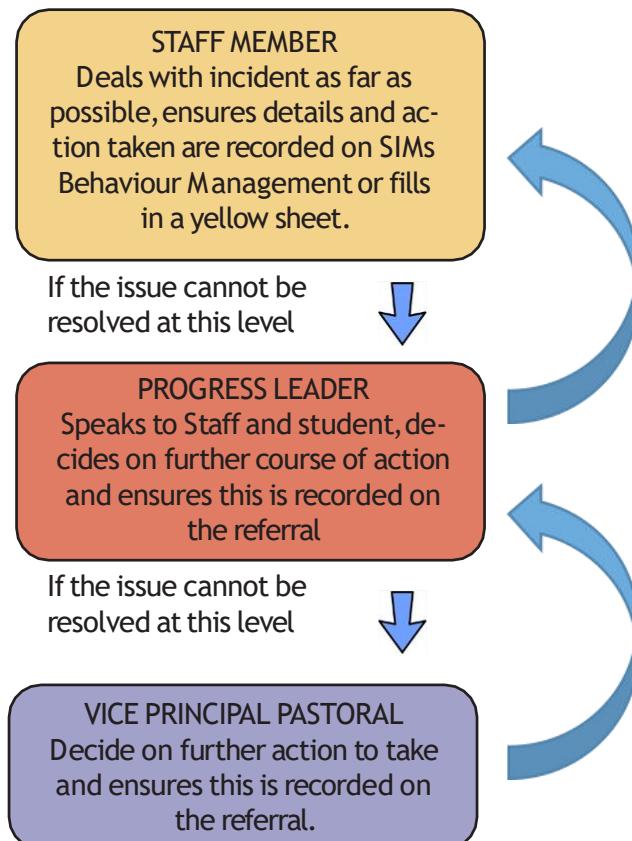 STAFF MEMBER
Deals with incident as far as
possible, ensures details and ac-
tion taken are recorded on SIMs
Behaviour Management or fills
in a yellow sheet.
If the issue cannot be
resolved at this level
PROGRESS LEADER
Speaks to Staff and student, de-
cides on further course of action
and ensures this is recorded on
the referral
If the issue cannot be
resolved at this level
VICE PRINCIPAL PASTORAL
Decide on further action to take
and ensures this is recorded on
the referral.